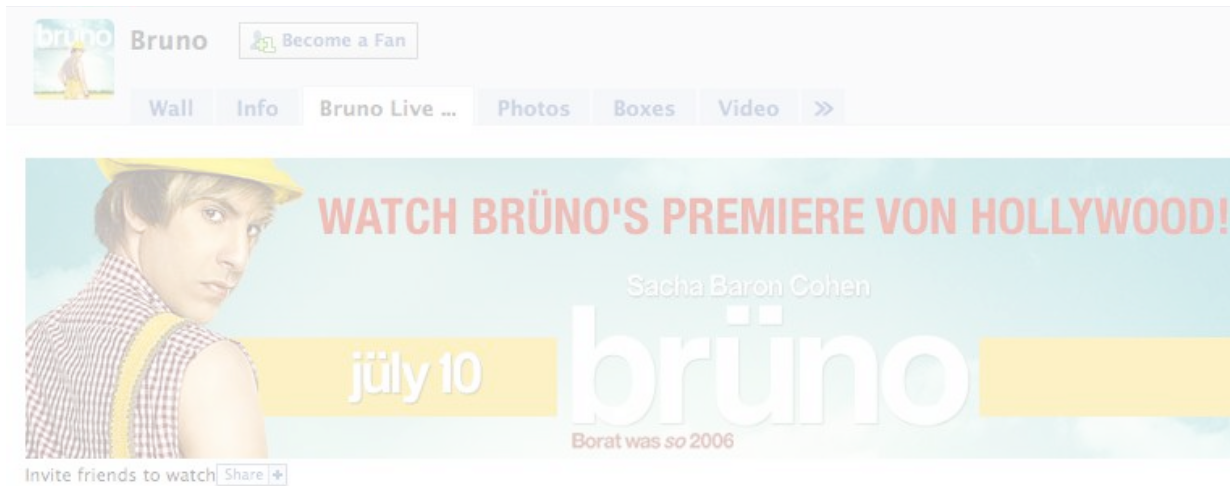 brüno
Bruno Become a Fan
Wall Info Bruno Live ... Photos Boxes Video »
WATCH BRÜNO'S PREMIERE VON HOLLYWOOD!
Sacha Baron Cohen
jüly 10 brüno
Borat was so 2006
Invite friends to watch Share +